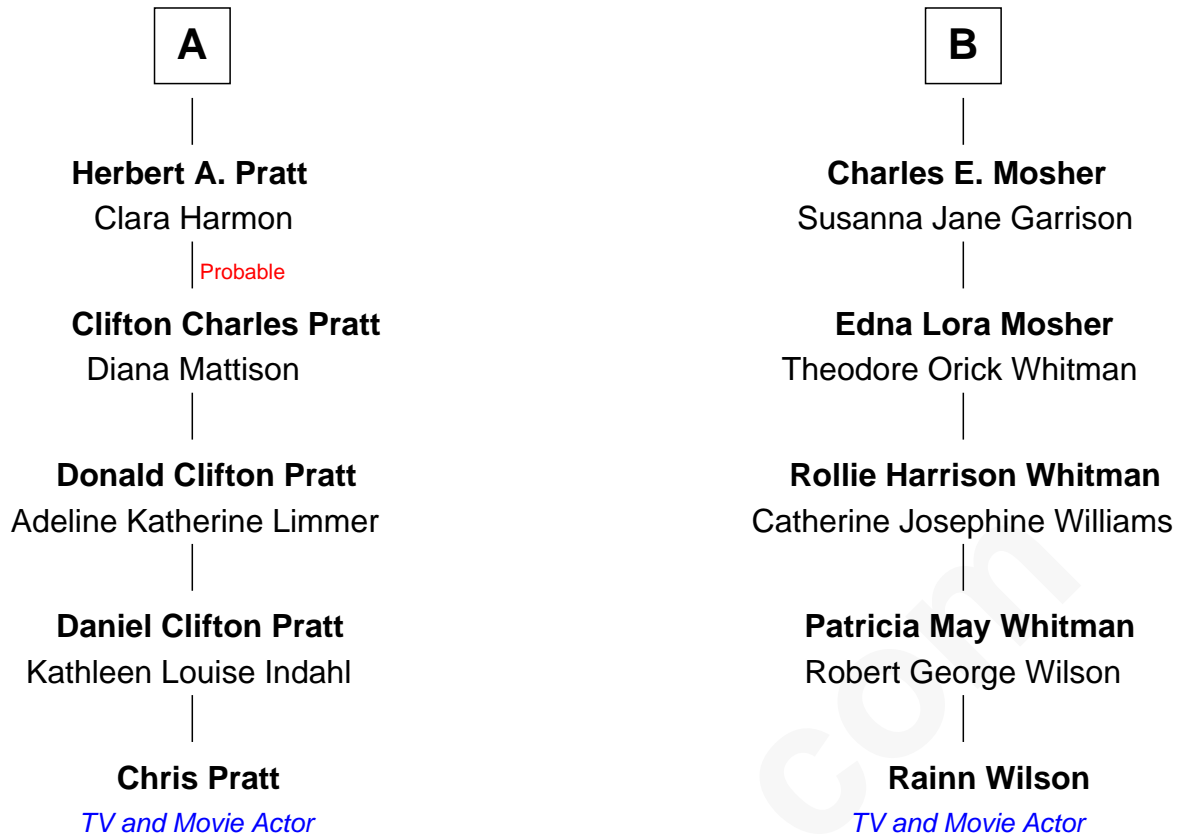 A
Herbert A. Pratt
Clara Harmon
Probable
Clifton Charles Pratt
Diana Mattison
Donald Clifton Pratt
Adeline Katherine Limmer
Daniel Clifton Pratt
Kathleen Louise Indahl
Chris Pratt
TV and Movie Actor
B
Charles E. Mosher
Susanna Jane Garrison
Edna Lora Mosher
Theodore Orick Whitman
Rollie Harrison Whitman
Catherine Josephine Williams
Patricia May Whitman
Robert George Wilson
Rainn Wilson
TV and Movie Actor
com